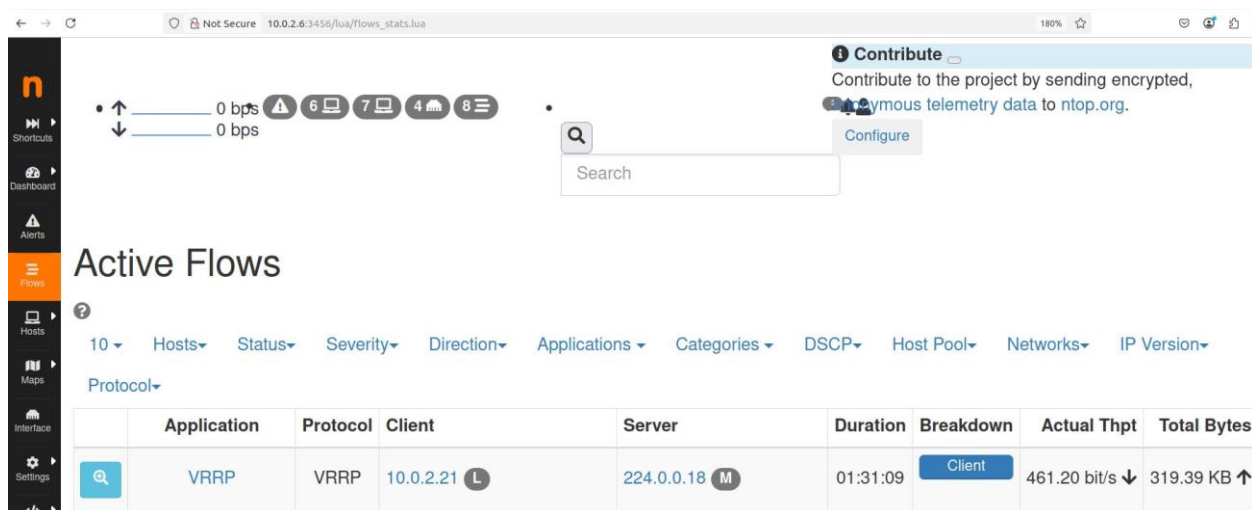 Not Secure 10.0.2.6:3456/lua/flows_stats.lua 180%
n
Shortcuts
Dashboard
Alerts
Flows
Hosts
Maps
Interface
Settings
0 bps 6 7 4 8
0 bps
Search
Contribute
Contribute to the project by sending encrypted,
anonymous telemetry data to ntop.org.
Configure
Active Flows
10 Hosts Status Severity Direction Applications Categories DSCP Host Pool Networks IP Version
Protocol
Application Protocol Client Server Duration Breakdown Actual Thpt Total Bytes
VRRP VRRP 10.0.2.21 L 224.0.0.18 M 01:31:09 Client 461.20 bit/s 319.39 KB